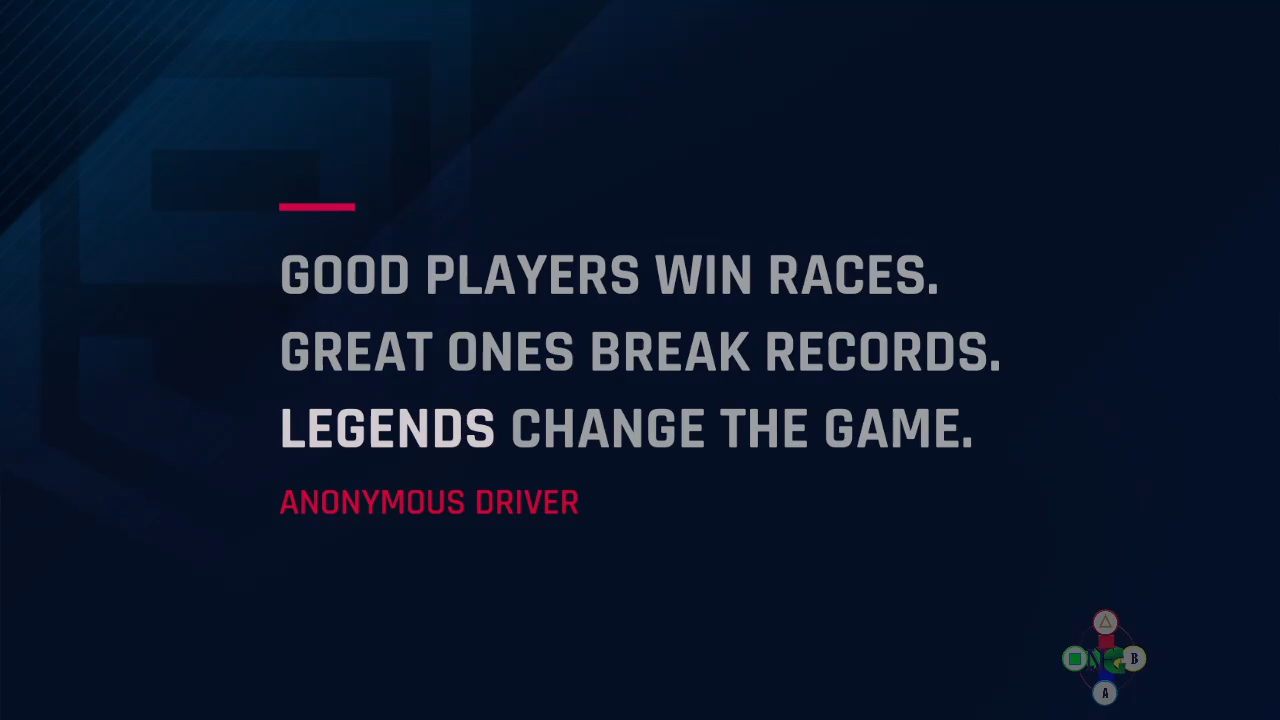 GOOD PLAYERS WIN RACES.
GREAT ONES BREAK RECORDS.
LEGENDS CHANGE THE GAME.
ANONYMOUS DRIVER
B
A